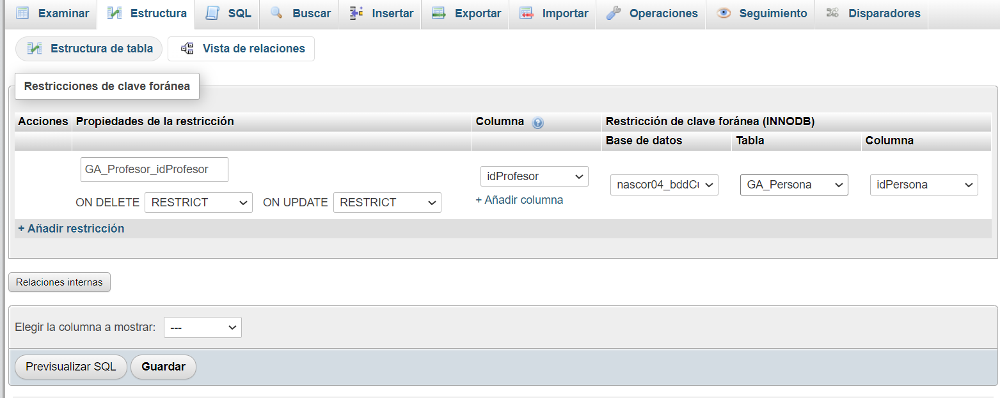 Examinar Estructura SQL Buscar Insertar Exportar Importar Operaciones Seguimiento Disparadores
Estructura de tabla Vista de relaciones
Restricciones de clave foránea
Acciones Propiedades de la restricción Columna Restricción de clave foránea (INNODB)
Base de datos Tabla Columna
GA_Profesor_idProfesor
idProfesor
nascor04_bddCu GA_Persona idPersona
ON DELETE RESTRICT ON UPDATE RESTRICT
+ Añadir columna
+ Añadir restricción
Relaciones internas
Elegir la columna a mostrar: ---
Previsualizar SQL Guardar